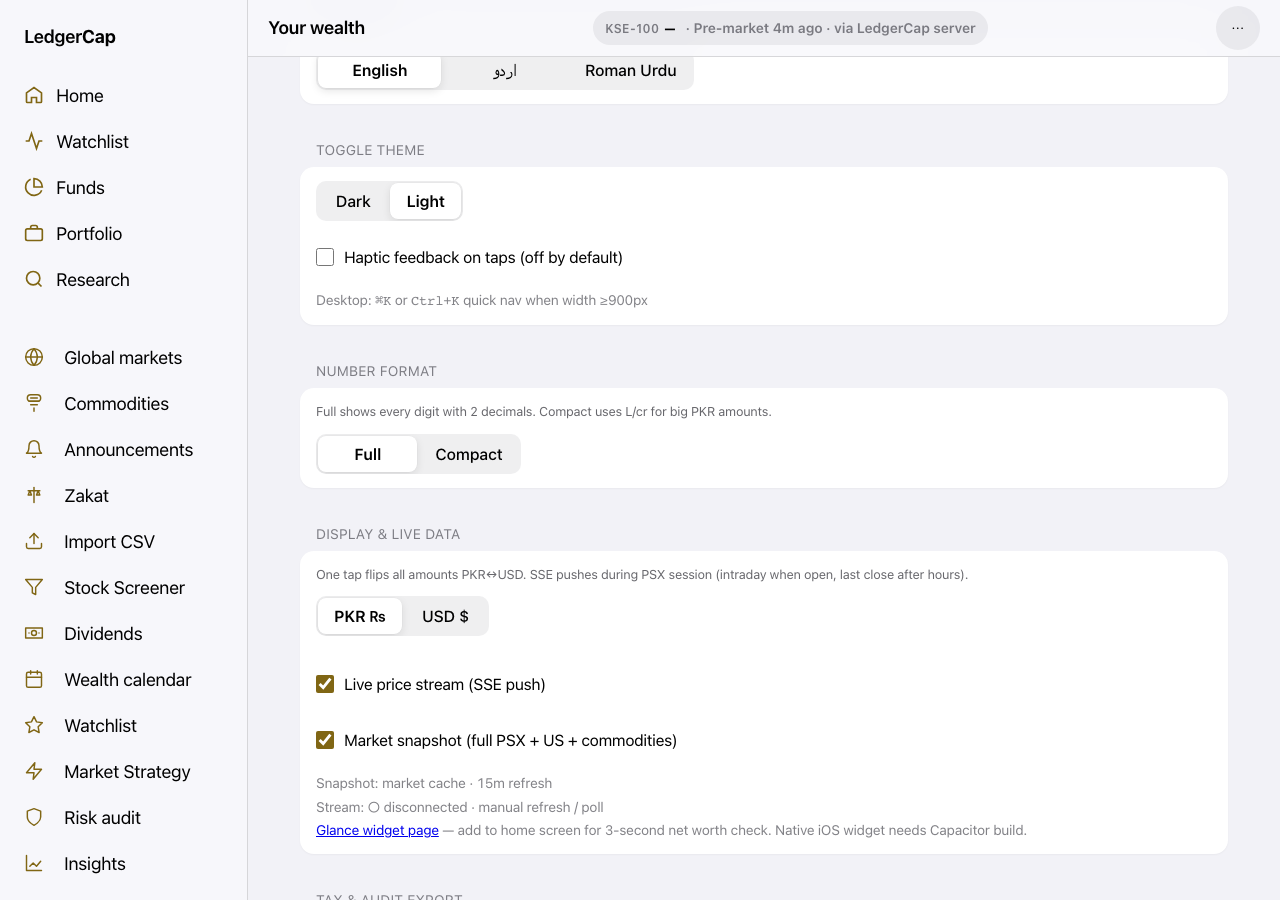 LedgerCap
Home
Watchlist
Funds
Portfolio
Research
Global markets
Commodities
Announcements
Zakat
Import CSV
Stock Screener
Dividends
Wealth calendar
Watchlist
Market Strategy
Risk audit
Insights
Your wealth
KSE-100 — · Pre-market 4m ago · via LedgerCap server
...
English اردو Roman Urdu
TOGGLE THEME
Dark Light
Haptic feedback on taps (off by default)
Desktop: ⌘K or Ctrl+K quick nav when width ≥900px
NUMBER FORMAT
Full shows every digit with 2 decimals. Compact uses L/cr for big PKR amounts.
Full Compact
DISPLAY & LIVE DATA
One tap flips all amounts PKR↔USD. SSE pushes during PSX session (intraday when open, last close after hours).
PKR ₨ USD $
Live price stream (SSE push)
Market snapshot (full PSX + US + commodities)
Snapshot: market cache · 15m refresh
Stream: ○ disconnected · manual refresh / poll
Glance widget page — add to home screen for 3-second net worth check. Native iOS widget needs Capacitor build.
TAX & AUDIT EXPORT